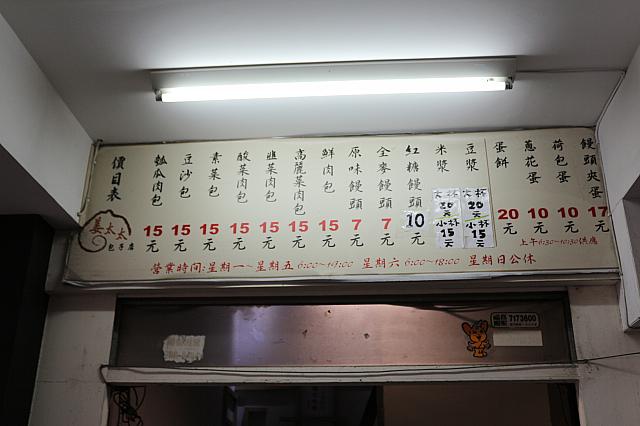 價目表
姜太太
包子店
瓠瓜肉包 15元
豆沙包 15元
素菜包 15元
酸菜肉包 15元
韭菜肉包 15元
高麗菜肉包 15元
鮮肉包 15元
原味饅頭 7元
全麥饅頭 7元
紅糖饅頭 10元
米漿 大杯20元 小杯15元
豆漿 大杯20元 小杯15元
蛋餅 20元
蔥花蛋 10元
荷包蛋 10元
饅頭夾蛋 17元
上午6:30~10:30供應
營業時間:星期一~星期五 6:00~19:00 星期六 6:00~18:00 星期日公休
7173600